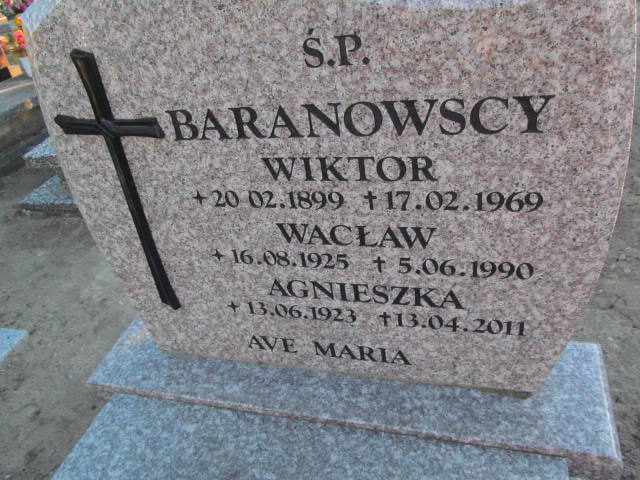 Ś.P.
BARANOWSCY
WIKTOR
+20 02.1899 †17.02.1969
WACŁAW
+16.08.1925 † 5.06.1990
AGNIESZKA
+13.06.1923 †13.04.2011
AVE MARIA